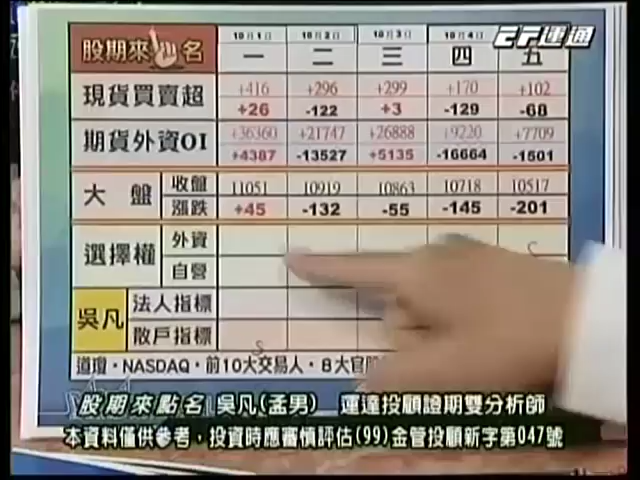 EF運通
股期來名
10月1日 10月2日 10月3日 10月4日
一 二 三 四 五
現貨買賣超
+416 +296 +299 +170 +102
+26 -122 +3 -129 -68
期貨外資OI
+36360 +21747 +26888 +9220 +7709
+4387 -13527 +5135 -16664 -1501
大盤
收盤 11051 10919 10863 10718 10517
漲跌 +45 -132 -55 -145 -201
選擇權
外資
自營
吳凡
法人指標
散戶指標
道瓊・NASDAQ・前10大交易人・8大官
股期來點名 吳凡(孟男) 運達投顧證期雙分析師
本資料僅供參考，投資時應審慎評估(99)金管投顧新字第047號